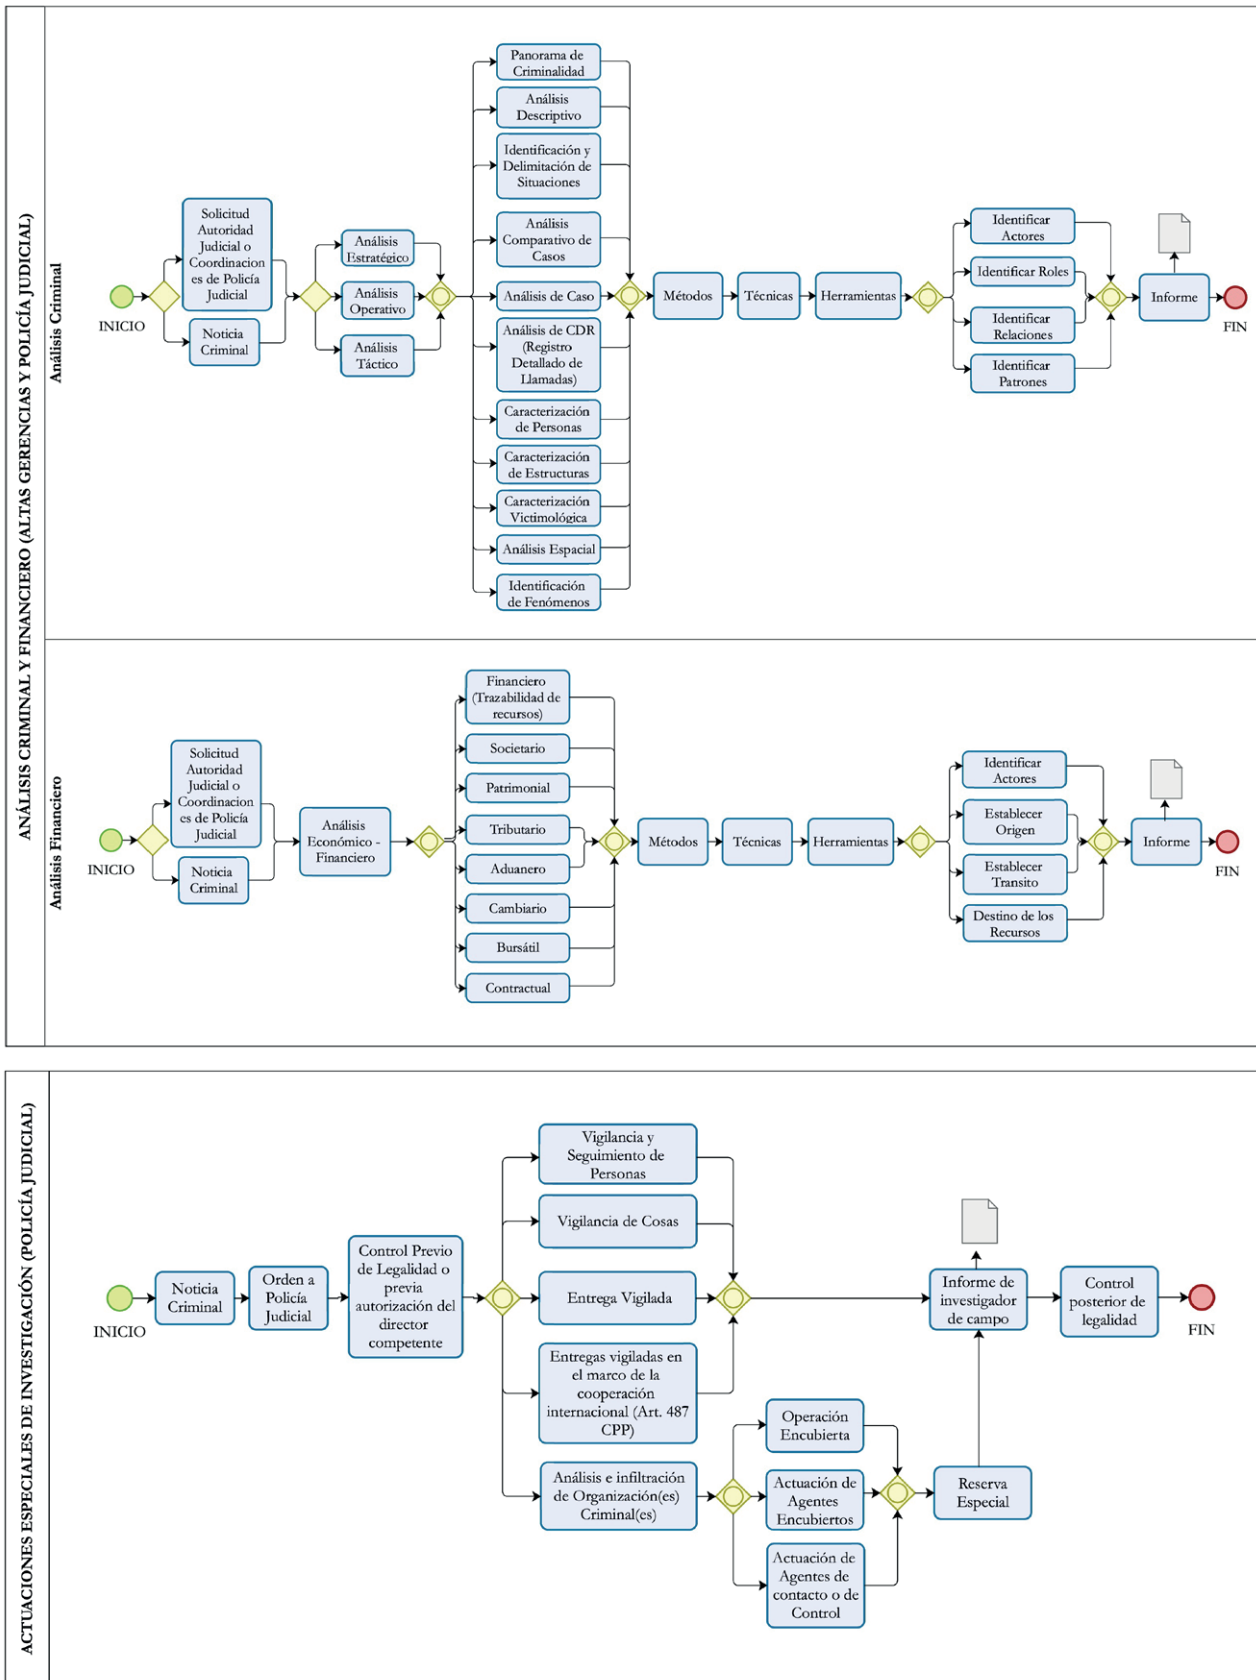 ANÁLISIS CRIMINAL Y FINANCIERO (ALTAS GERENCIAS Y POLICÍA JUDICIAL)
Análisis Criminal
INICIO
Solicitud
Autoridad
Judicial o
Coordinacion
es de Policía
Judicial
Noticia
Criminal
Análisis
Estratégico
Análisis
Operativo
Análisis
Táctico
Panorama de
Criminalidad
Análisis
Descriptivo
Identificación y
Delimitación de
Situaciones
Análisis
Comparativo de
Casos
Análisis de Caso
Análisis de CDR
(Registro
Detallado de
Llamadas)
Caracterización
de Personas
Caracterización
de Estructuras
Caracterización
Victimológica
Análisis Espacial
Identificación
de Fenómenos
Métodos
Técnicas
Herramientas
Identificar
Actores
Identificar Roles
Identificar
Relaciones
Identificar
Patrones
Informe
FIN
Análisis Financiero
INICIO
Solicitud
Autoridad
Judicial o
Coordinacion
es de Policía
Judicial
Noticia
Criminal
Análisis
Económico -
Financiero
Financiero
(Trazabilidad de
recursos)
Societario
Patrimonial
Tributario
Aduanero
Cambiario
Bursátil
Contractual
Métodos
Técnicas
Herramientas
Identificar
Actores
Establecer
Origen
Establecer
Transito
Destino de los
Recursos
Informe
FIN
ACTUACIONES ESPECIALES DE INVESTIGACIÓN (POLICÍA JUDICIAL)
INICIO
Noticia
Criminal
Orden a
Policía
Judicial
Control Previo
de Legalidad o
previa
autorización del
director
competente
Vigilancia y
Seguimiento de
Personas
Vigilancia de Cosas
Entrega Vigilada
Entregas vigiladas en
el marco de la
cooperación
internacional (Art. 487
CPP)
Análisis e infiltración
de Organización(es)
Criminal(es)
Operación
Encubierta
Actuación de
Agentes
Encubiertos
Actuación de
Agentes de
contacto o de
Control
Reserva
Especial
Informe de
investigador
de campo
Control
posterior de
legalidad
FIN